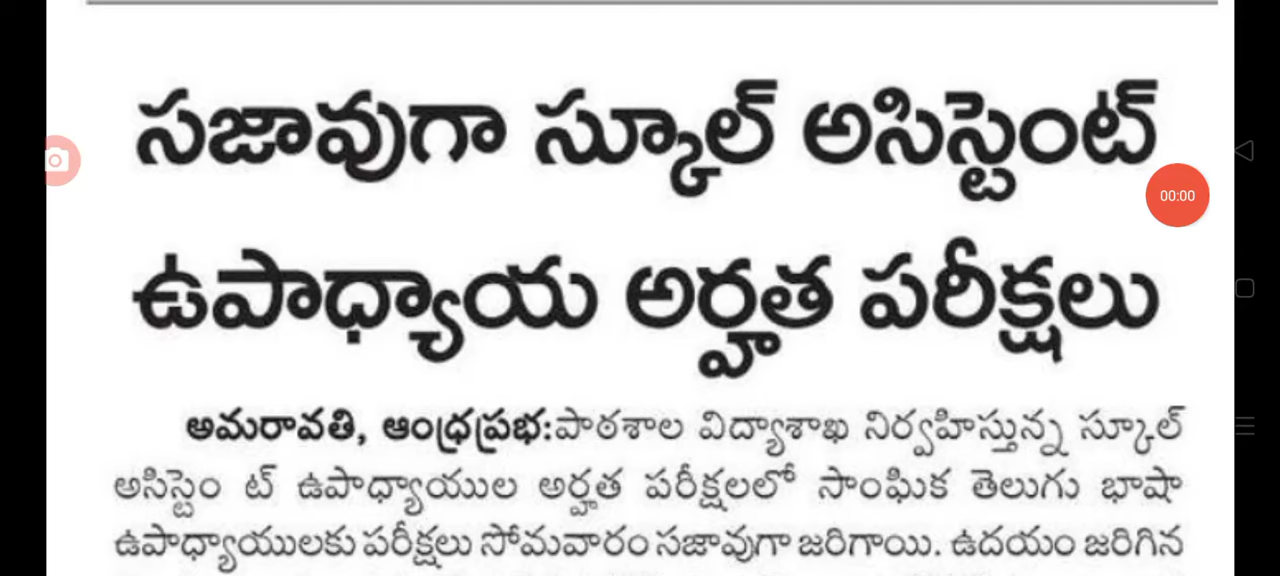 సజావుగా స్కూల్ అసిస్టెంట్
00:00
ఉపాధ్యాయ అర్హత పరీక్షలు
అమరావతి, ఆంధ్రప్రభ:పాఠశాల విద్యాశాఖ నిర్వహిస్తున్న స్కూల్
అసిస్టెం ట్ ఉపాధ్యాయుల అర్హత పరీక్షలలో సాంఘిక తెలుగు భాషా
ఉపాధ్యాయులకు పరీక్షలు సోమవారం సజావుగా జరిగాయి. ఉదయం జరిగిన